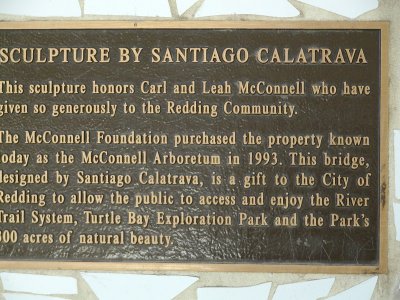 SCULPTURE BY SANTIAGO CALATRAVA
This sculpture honors Carl and Leah McConnell who have
given so generously to the Redding Community.
The McConnell Foundation purchased the property known
today as the McConnell Arboretum in 1993. This bridge,
designed by Santiago Calatrava, is a gift to the City of
Redding to allow the public to access and enjoy the River
Trail System, Turtle Bay Exploration Park and the Park's
300 acres of natural beauty.